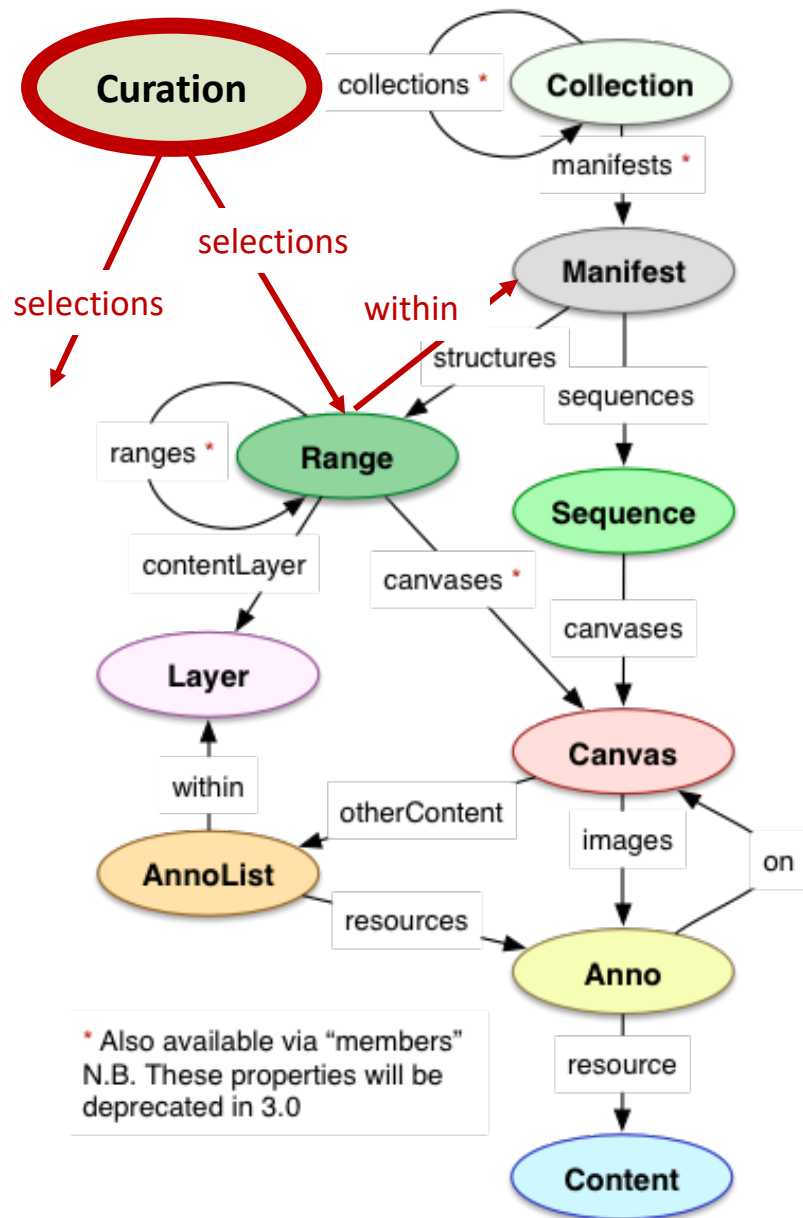 Curation
collections *
Collection
manifests *
selections
Manifest
selections
within
structures
sequences
ranges *
Range
Sequence
contentLayer
canvases *
canvases
Layer
Canvas
within
otherContent
images
on
AnnoList
resources
Anno
* Also available via “members”
N.B. These properties will be
deprecated in 3.0
resource
Content